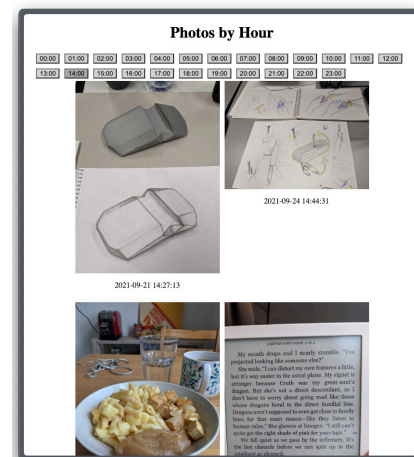 Photos by Hour
00:00 01:00 02:00 03:00 04:00 05:00 06:00 07:00 08:00 09:00 10:00 11:00 12:00
13:00 14:00 15:00 16:00 17:00 18:00 19:00 20:00 21:00 22:00 23:00
2021-09-24 14:44:31
2021-09-21 14:27:13
My mouth drops and I nearly stumble. "You
projected looking like someone else?"
She nods. "I can distort my own features a little,
but it's way easier in the astral plane. My signet is
stronger because Cruth was my great-aunt's
dragon. But she's not a direct descendant, so I
don't have to worry about going mad like those
whose dragons bond in the direct familial line.
Dragons aren't supposed to even get close to family
lines for that exact reason—like they listen to
human rules." She glances at Imogen. "I still can't
quite get the right shade of pink for your hair."
We fall quiet as we pass by the infirmary. It's
the last obstacle before we can split up in the